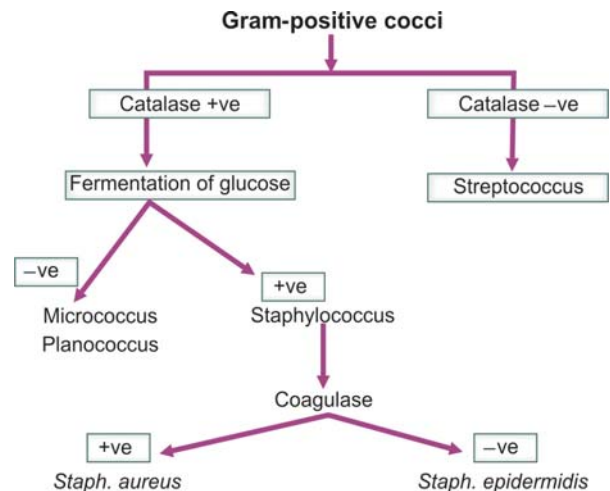 Gram-positive cocci
Catalase +ve
Catalase –ve
Fermentation of glucose
Streptococcus
–ve
+ve
Micrococcus
Planococcus
Staphylococcus
Coagulase
+ve
–ve
Staph. aureus
Staph. epidermidis